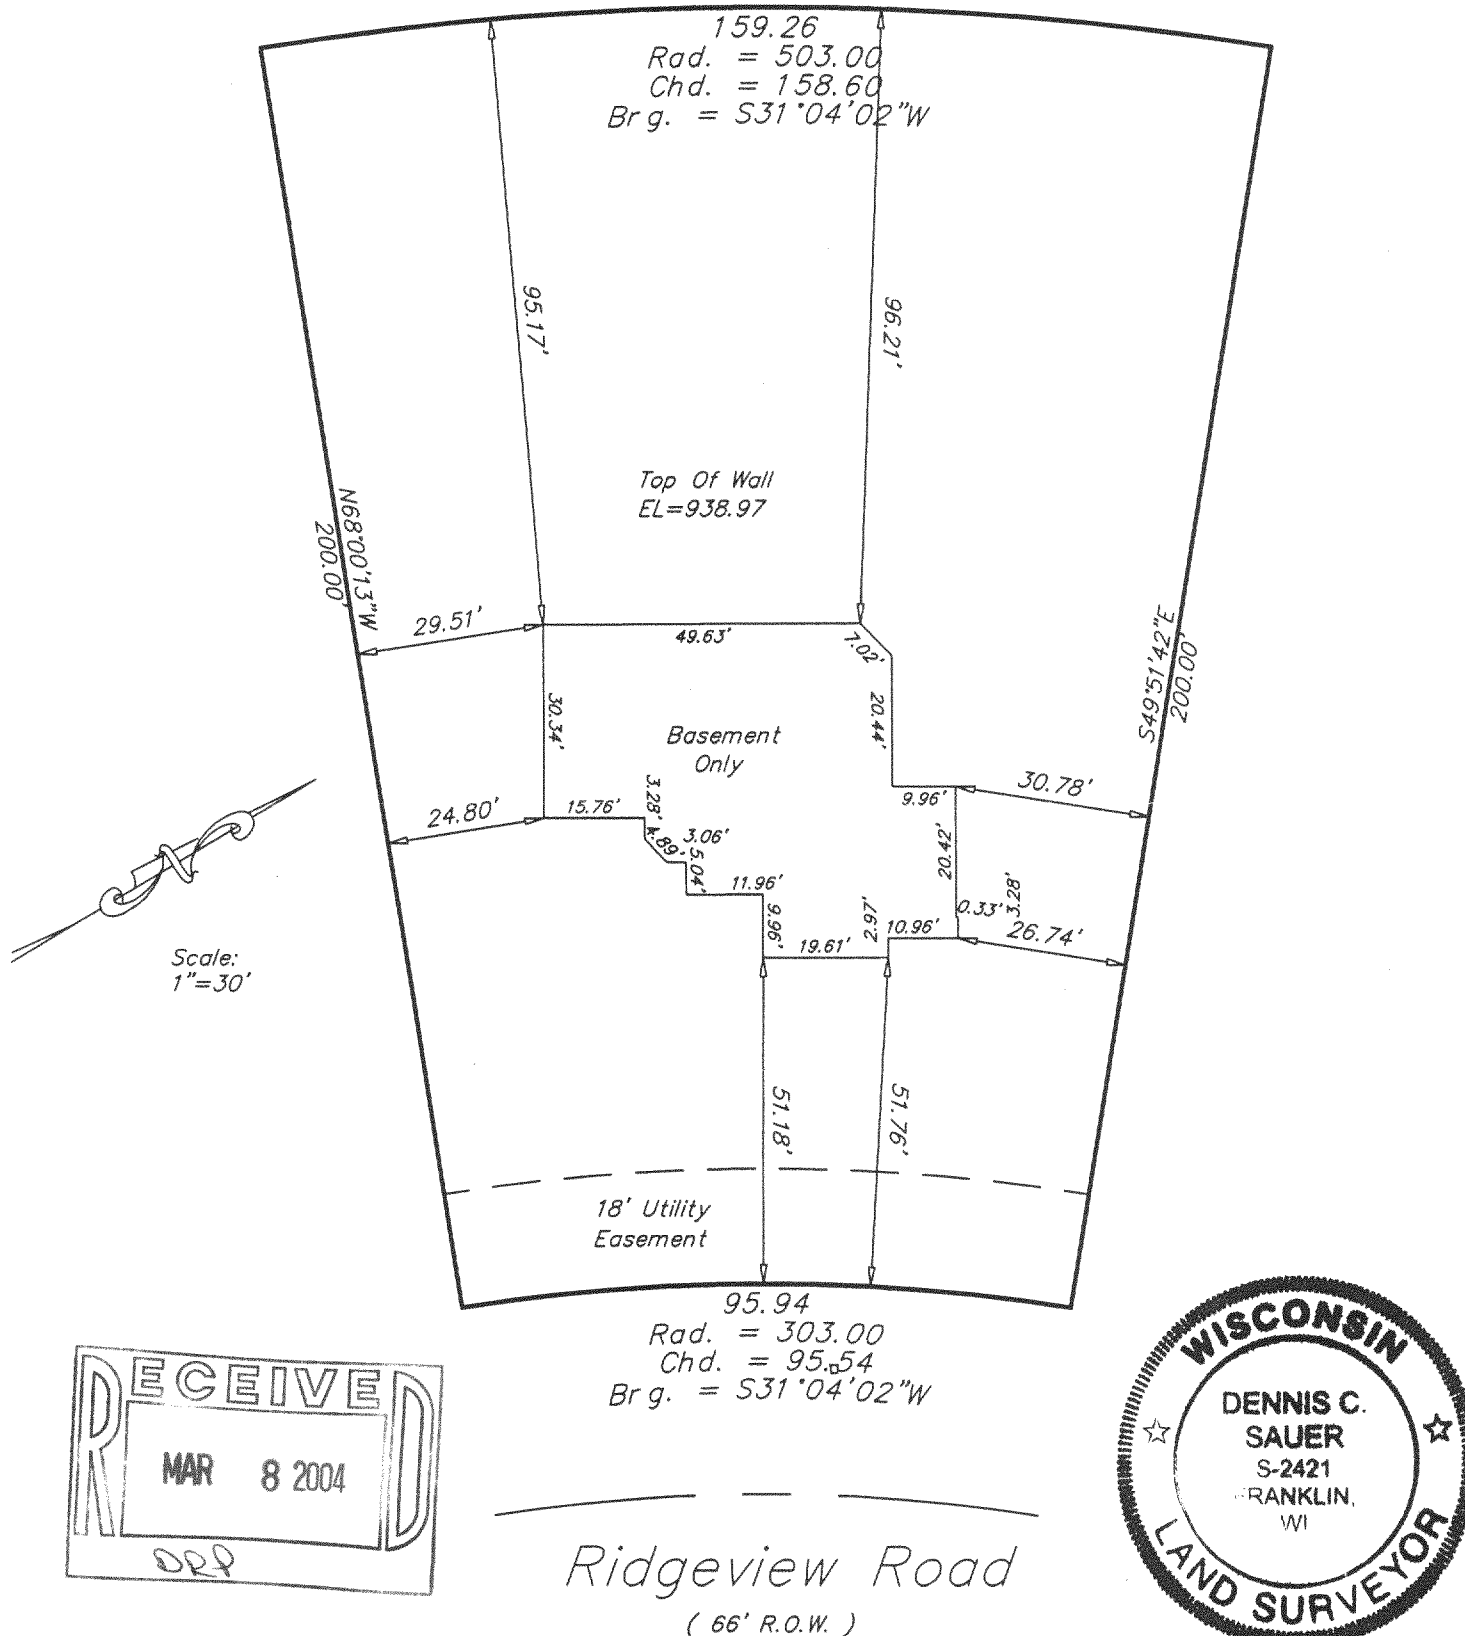 159.26
Rad. = 503.00
Chd. = 158.60
Brg. = S31°04'02"W
95.17'
96.21'
Top Of Wall
EL=938.97
N68°00'13"W
200.00'
29.51'
49.63'
7.02'
S49°51'42"E
200.00'
30.34'
20.44'
Basement
Only
9.96'
30.78'
24.80'
15.76'
3.28'
4.89'
3.06'
5.04'
20.42'
11.96'
9.96'
19.61'
2.97'
10.96'
0.33'
3.28'
26.74'
Scale:
1"=30'
51.18'
51.76'
18' Utility
Easement
95.94
Rad. = 303.00
Chd. = 95.54
Brg. = S31°04'02"W
RECEIVED
MAR 8 2004
DRP
WISCONSIN
DENNIS C.
SAUER
S-2421
FRANKLIN,
WI
LAND SURVEYOR
Ridgeview Road
( 66' R.O.W. )